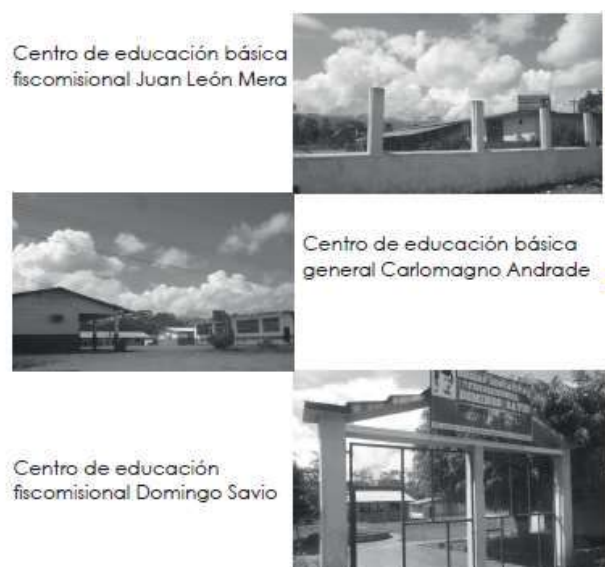 Centro de educación básica
fiscomisional Juan León Mera
Centro de educación básica
general Carlomagno Andrade
Centro de educación
fiscomisional Domingo Savio